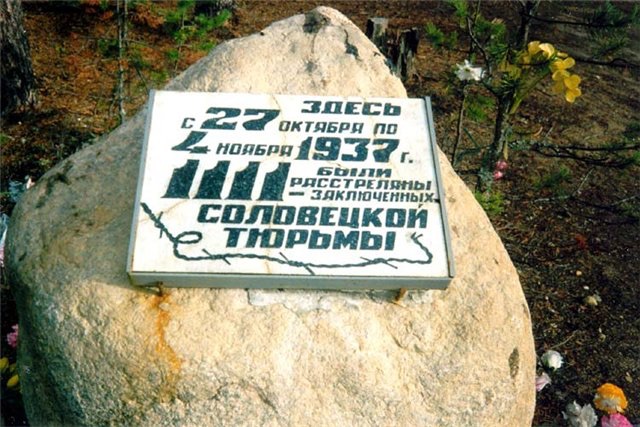 ЗДЕСЬ
С 27 ОКТЯБРЯ ПО
4 НОЯБРЯ 1937 г.
1111 БЫЛИ
РАССТРЕЛЯНЫ
- ЗАКЛЮЧЕННЫХ
СОЛОВЕЦКОЙ
ТЮРЬМЫ